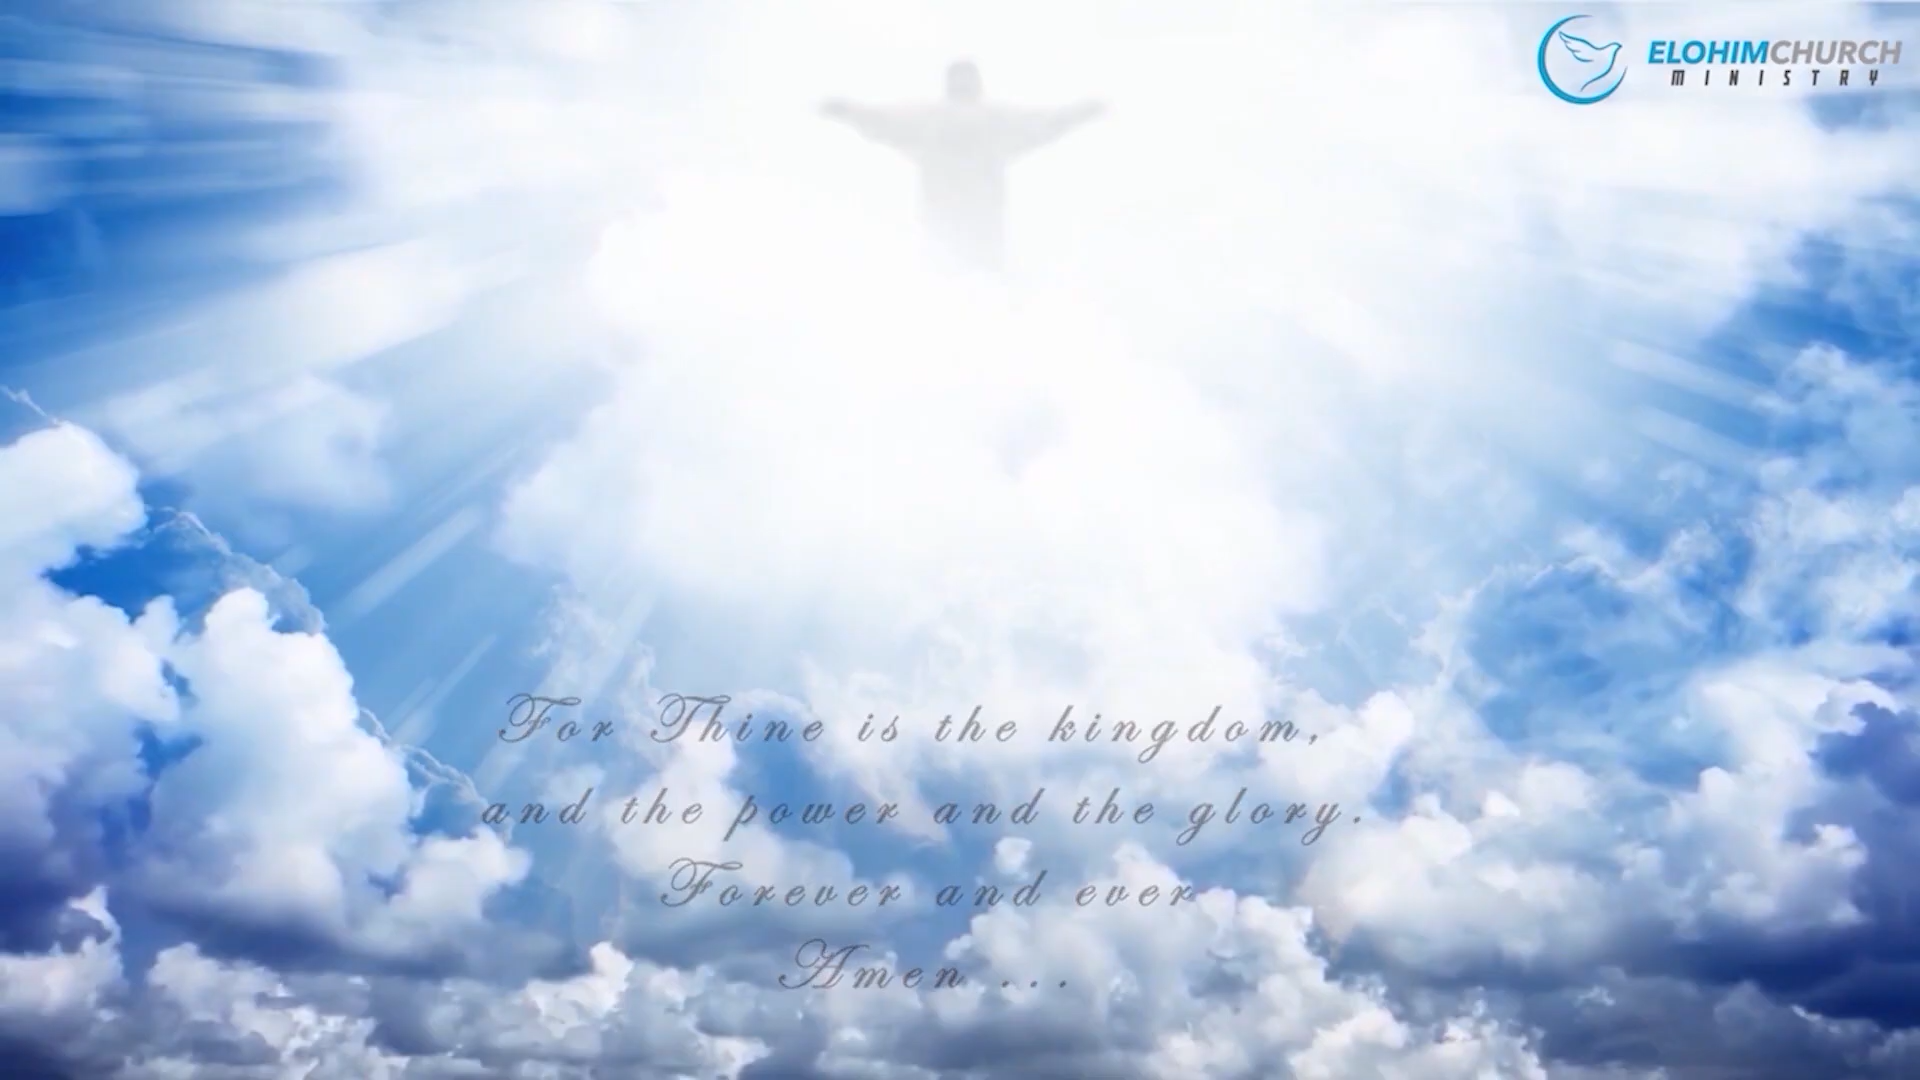 ELOHIMCHURCH
MINISTRY
For Thine is the kingdom,
and the power and the glory.
Forever and ever
Amen ...